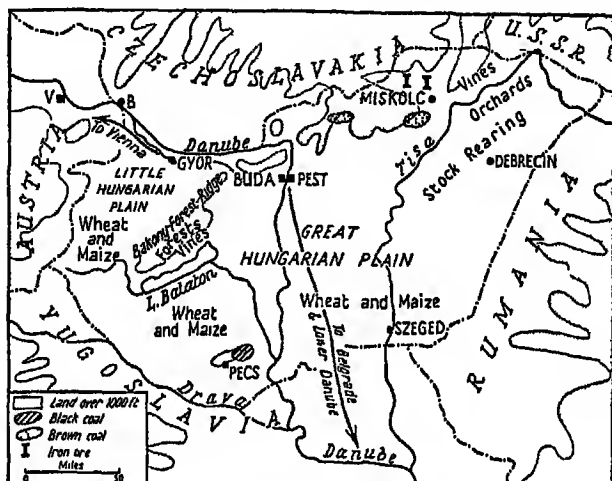 CZECHOSLAVAKIA
U.S.S.R.
V
B
To Vienna
Danube
GYOR
AUSTRIA
LITTLE
HUNGARIAN
PLAIN
Wheat
and
Maize
Bakony-Forest-Ridge
Forests
Vines
L. Balaton
Wheat
and Maize
BUDA
PEST
MISKOLC
Vines
Orchards
Stock Rearing
risa
DEBRECIN
GREAT
HUNGARIAN PLAIN
Wheat and Maize
To Belgrade
& Lower Danube
SZEGED
RUMANIA
PECS
YUGOSLAVIA
Drava
Danube
Land over 1000 ft
Black coal
Brown coal
I Iron ore
Miles
0 50